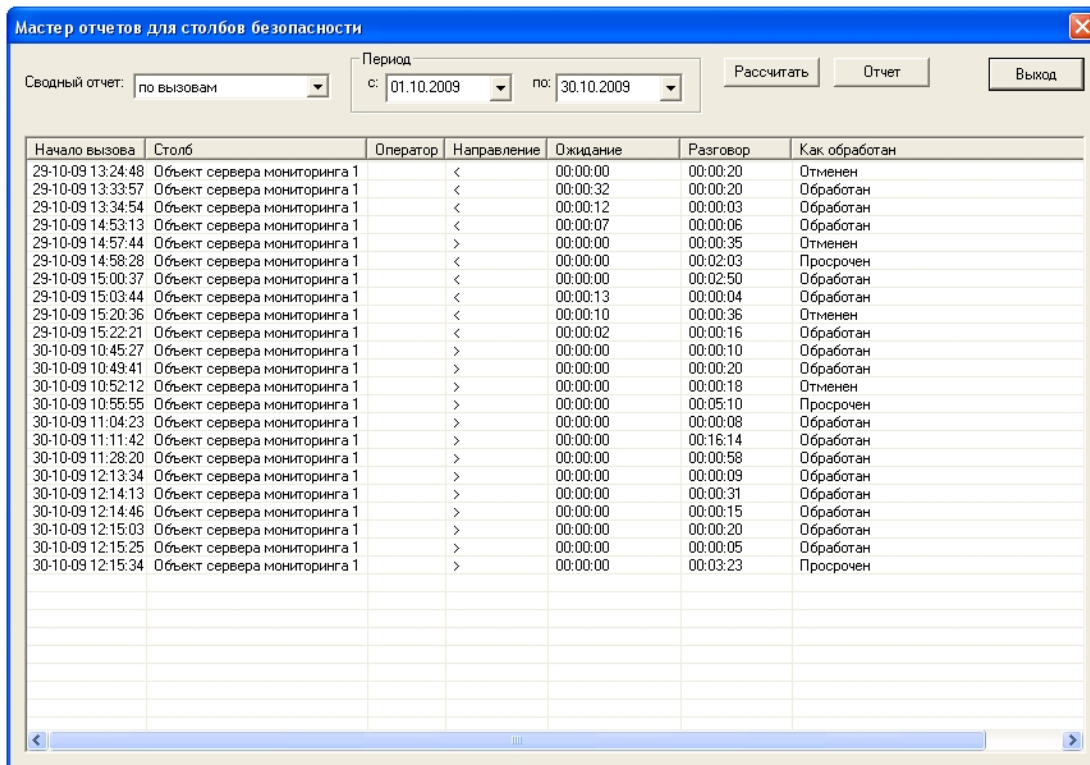 Мастер отчетов для столбов безопасности
Период
Сводный отчет: по вызовам с: 01.10.2009 по: 30.10.2009 Рассчитать Отчет Выход
Начало вызова Столб Оператор Направление Ожидание Разговор Как обработан
29-10-09 13:24:48 Объект сервера мониторинга 1 < 00:00:00 00:00:20 Отменен
29-10-09 13:33:57 Объект сервера мониторинга 1 < 00:00:32 00:00:20 Обработан
29-10-09 13:34:54 Объект сервера мониторинга 1 < 00:00:12 00:00:03 Обработан
29-10-09 14:53:13 Объект сервера мониторинга 1 < 00:00:07 00:00:06 Обработан
29-10-09 14:57:44 Объект сервера мониторинга 1 > 00:00:00 00:00:35 Отменен
29-10-09 14:58:28 Объект сервера мониторинга 1 < 00:00:00 00:02:03 Просрочен
29-10-09 15:00:37 Объект сервера мониторинга 1 < 00:00:00 00:02:50 Обработан
29-10-09 15:03:44 Объект сервера мониторинга 1 < 00:00:13 00:00:04 Обработан
29-10-09 15:20:36 Объект сервера мониторинга 1 < 00:00:10 00:00:36 Отменен
29-10-09 15:22:21 Объект сервера мониторинга 1 < 00:00:02 00:00:16 Обработан
30-10-09 10:45:27 Объект сервера мониторинга 1 > 00:00:00 00:00:10 Обработан
30-10-09 10:49:41 Объект сервера мониторинга 1 > 00:00:00 00:00:20 Обработан
30-10-09 10:52:12 Объект сервера мониторинга 1 > 00:00:00 00:00:18 Отменен
30-10-09 10:55:55 Объект сервера мониторинга 1 > 00:00:00 00:05:10 Просрочен
30-10-09 11:04:23 Объект сервера мониторинга 1 > 00:00:00 00:00:08 Обработан
30-10-09 11:11:42 Объект сервера мониторинга 1 > 00:00:00 00:16:14 Обработан
30-10-09 11:28:20 Объект сервера мониторинга 1 > 00:00:00 00:00:58 Обработан
30-10-09 12:13:34 Объект сервера мониторинга 1 > 00:00:00 00:00:09 Обработан
30-10-09 12:14:13 Объект сервера мониторинга 1 > 00:00:00 00:00:31 Обработан
30-10-09 12:14:46 Объект сервера мониторинга 1 > 00:00:00 00:00:15 Обработан
30-10-09 12:15:03 Объект сервера мониторинга 1 > 00:00:00 00:00:20 Обработан
30-10-09 12:15:25 Объект сервера мониторинга 1 > 00:00:00 00:00:05 Обработан
30-10-09 12:15:34 Объект сервера мониторинга 1 > 00:00:00 00:03:23 Просрочен